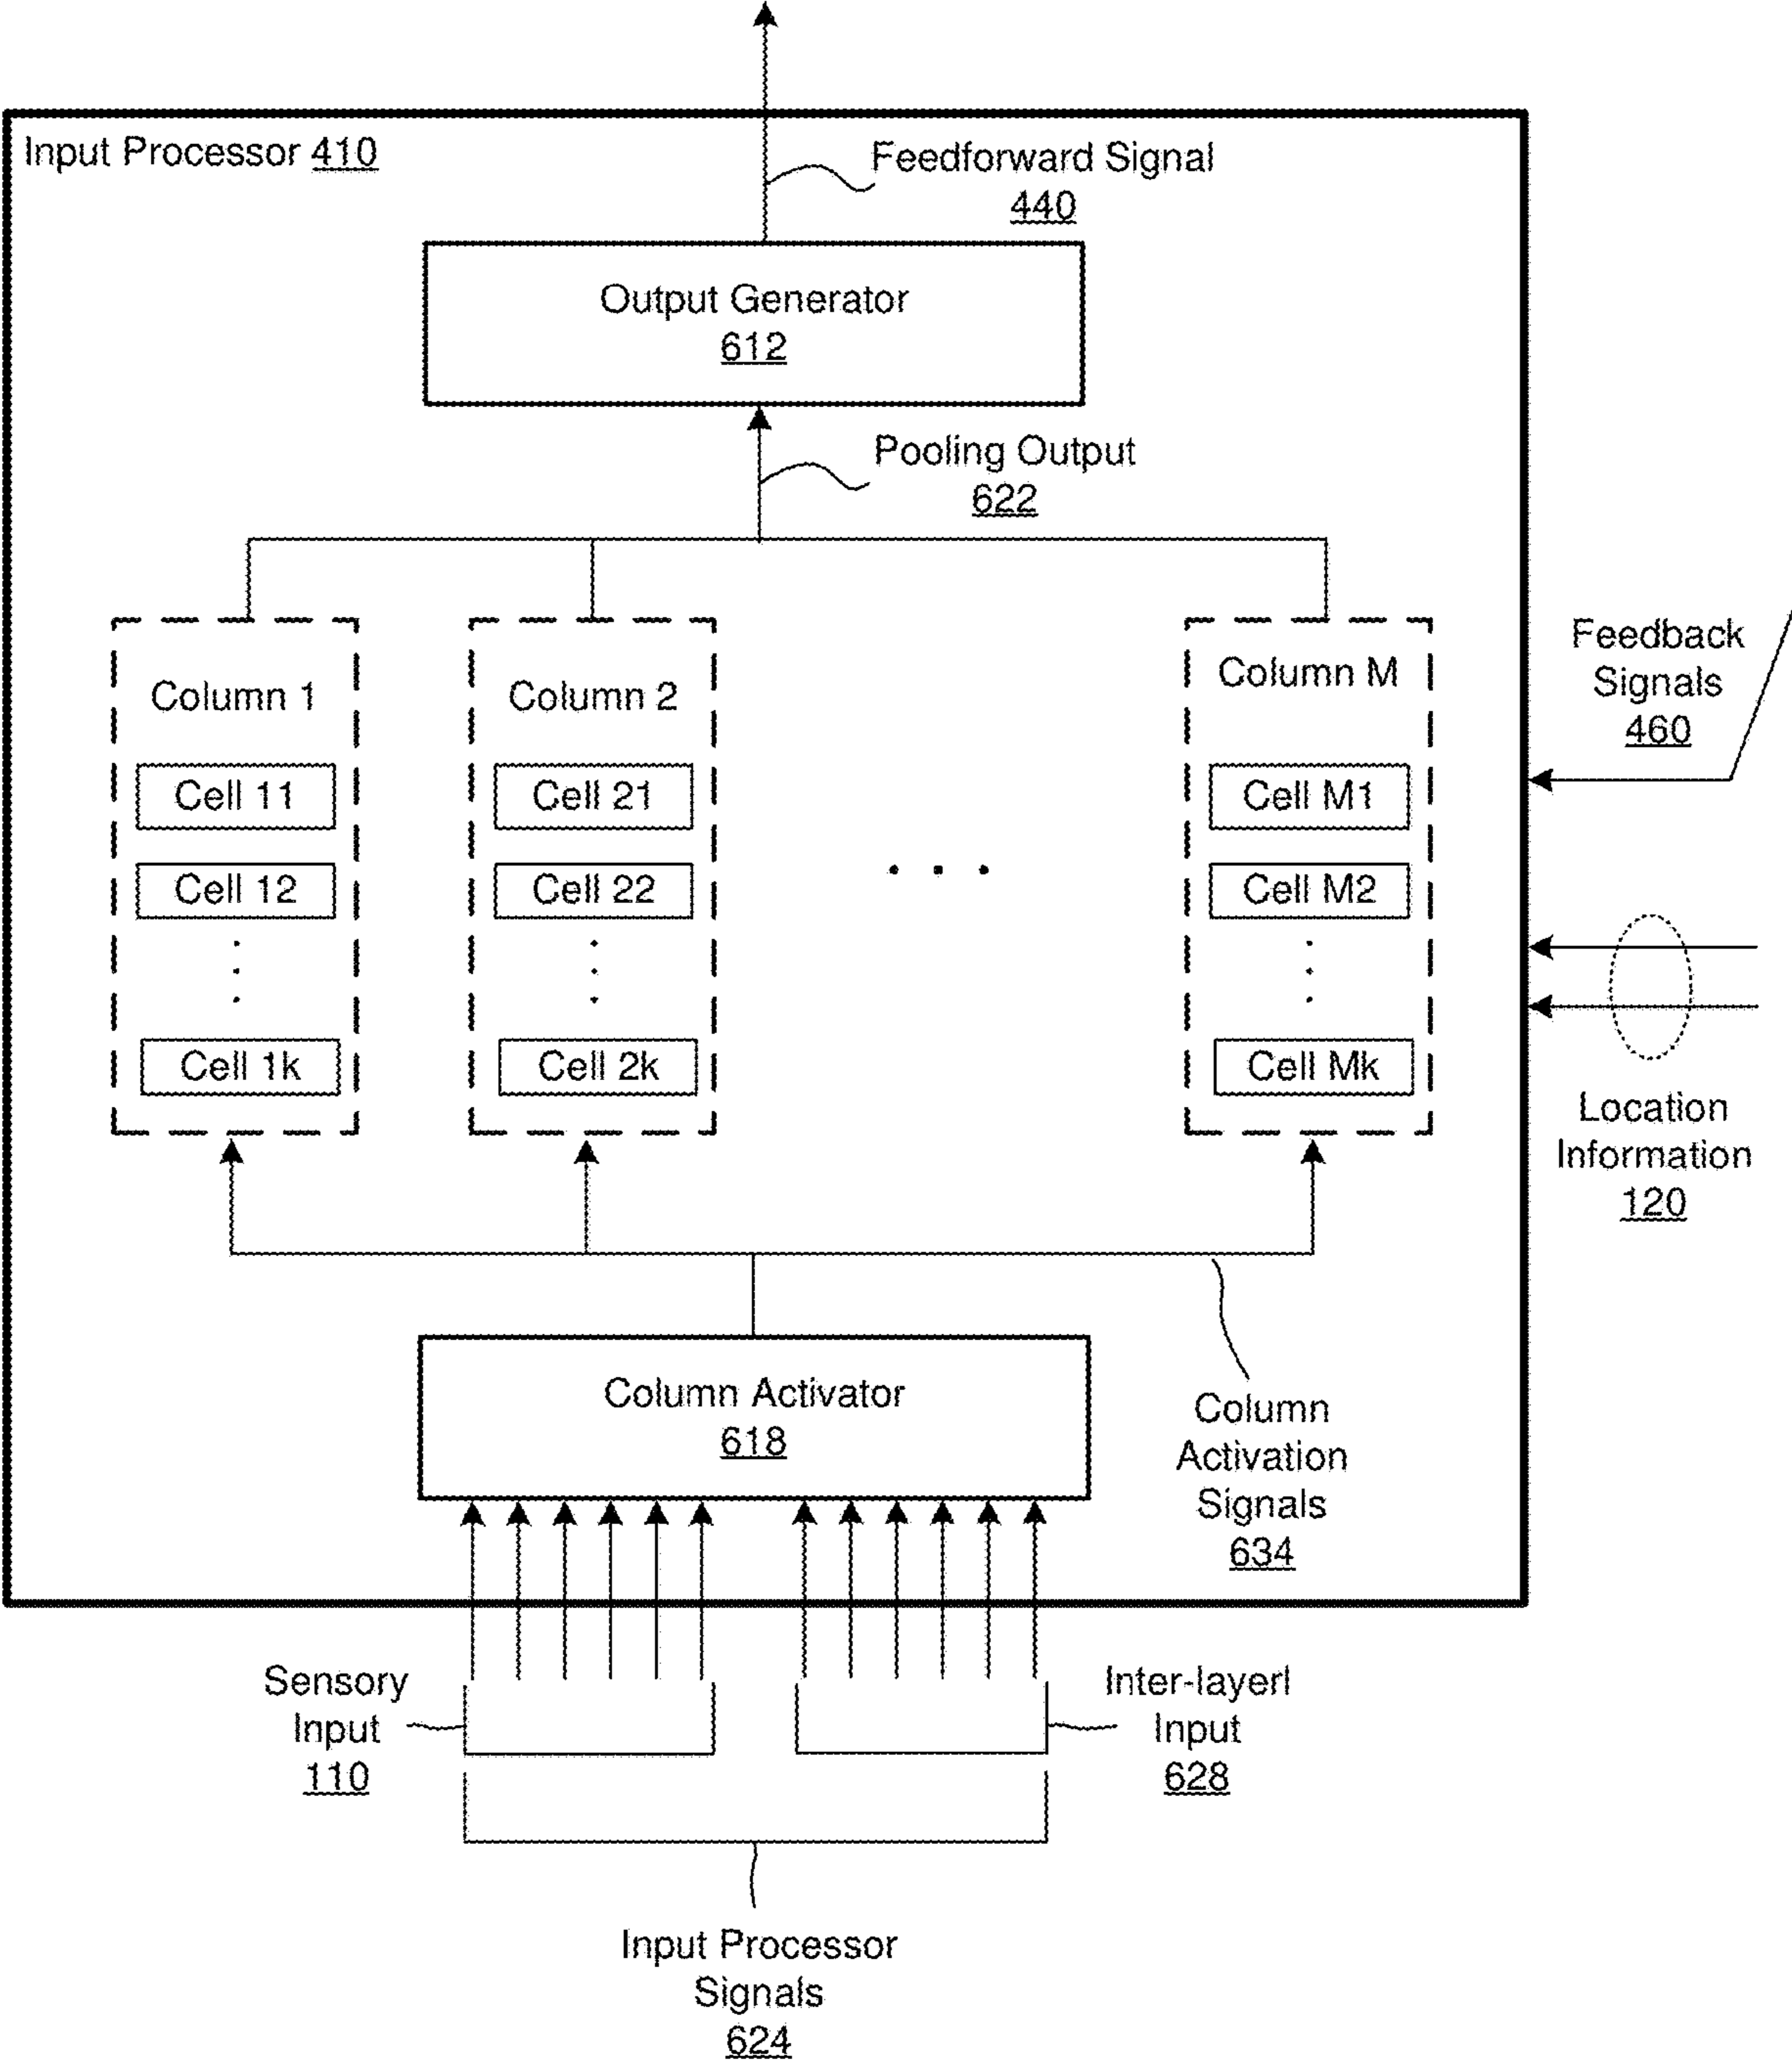 Input Processor 410
Feedforward Signal
440
Output Generator
612
Pooling Output
622
Column 1
Cell 11
Cell 12
Cell 1k
Column 2
Cell 21
Cell 22
Cell 2k
Column M
Cell M1
Cell M2
Cell Mk
Feedback
Signals
460
Location
Information
120
Column Activator
618
Column
Activation
Signals
634
Sensory
Input
110
Inter-layerl
Input
628
Input Processor
Signals
624